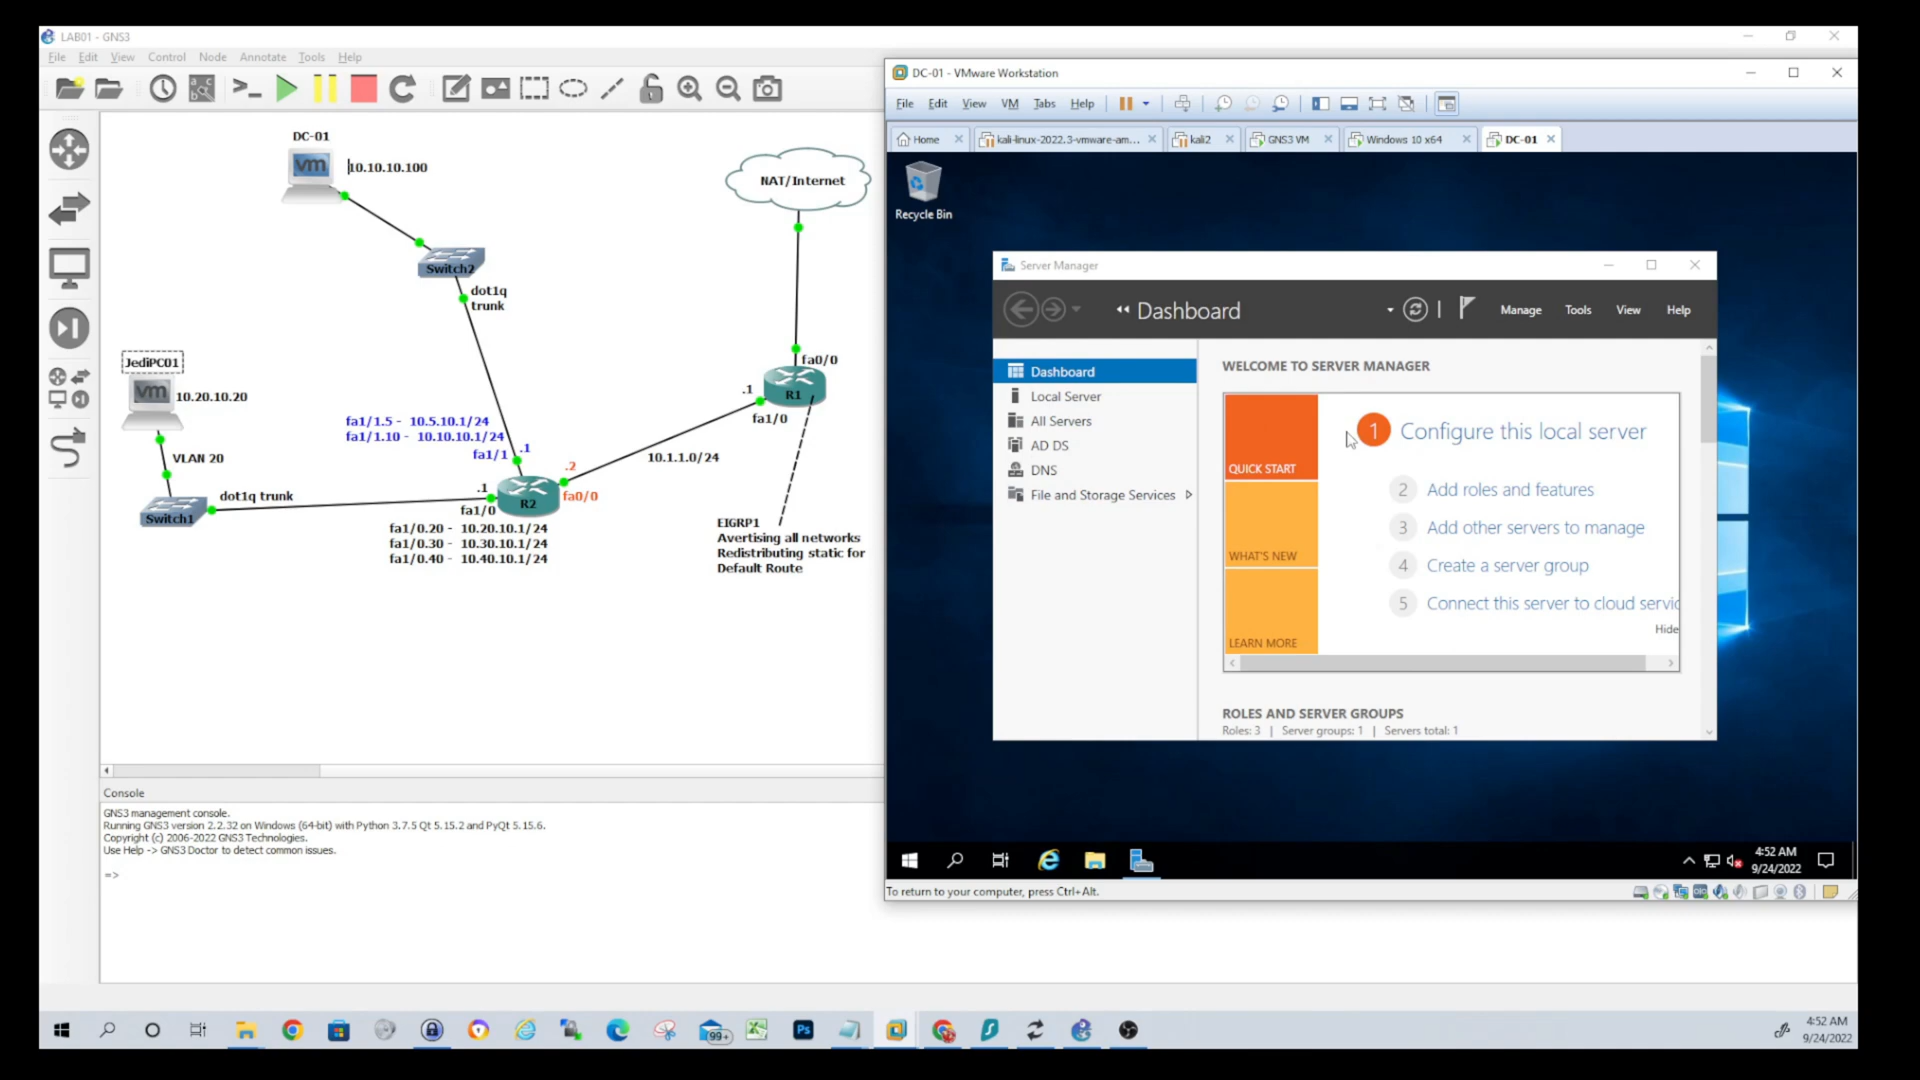 LAB01 - GNS3
File Edit View Control Node Annotate Tools Help
DC-01
10.10.10.100
vm
NAT/Internet
Switch2
dot1q
trunk
fa0/0
R1
.1
fa1/0
JediPC01
vm
10.20.10.20
VLAN 20
Switch1
dot1q trunk
fa1/1.5 - 10.5.10.1/24
fa1/1.10 - 10.10.10.1/24
fa1/1
.1
.2
fa0/0
R2
.1
fa1/0
10.1.1.0/24
fa1/0.20 - 10.20.10.1/24
fa1/0.30 - 10.30.10.1/24
fa1/0.40 - 10.40.10.1/24
EIGRP1
Avertising all networks
Redistributing static for
Default Route
Console
GNS3 management console.
Running GNS3 version 2.2.32 on Windows (64-bit) with Python 3.7.5 Qt 5.15.2 and PyQt 5.15.6.
Copyright (c) 2006-2022 GNS3 Technologies.
Use Help -> GNS3 Doctor to detect common issues.
=>
DC-01 - VMware Workstation
File Edit View VM Tabs Help
Home
kali-linux-2022.3-vmware-am...
kali2
GNS3 VM
Windows 10 x64
DC-01
Recycle Bin
Server Manager
Dashboard
Manage Tools View Help
Dashboard
Local Server
All Servers
AD DS
DNS
File and Storage Services
WELCOME TO SERVER MANAGER
QUICK START
WHAT'S NEW
LEARN MORE
1 Configure this local server
2 Add roles and features
3 Add other servers to manage
4 Create a server group
5 Connect this server to cloud servic
Hide
ROLES AND SERVER GROUPS
Roles: 3 | Server groups: 1 | Servers total: 1
4:52 AM
9/24/2022
To return to your computer, press Ctrl+Alt.
99+
Ps
4:52 AM
9/24/2022